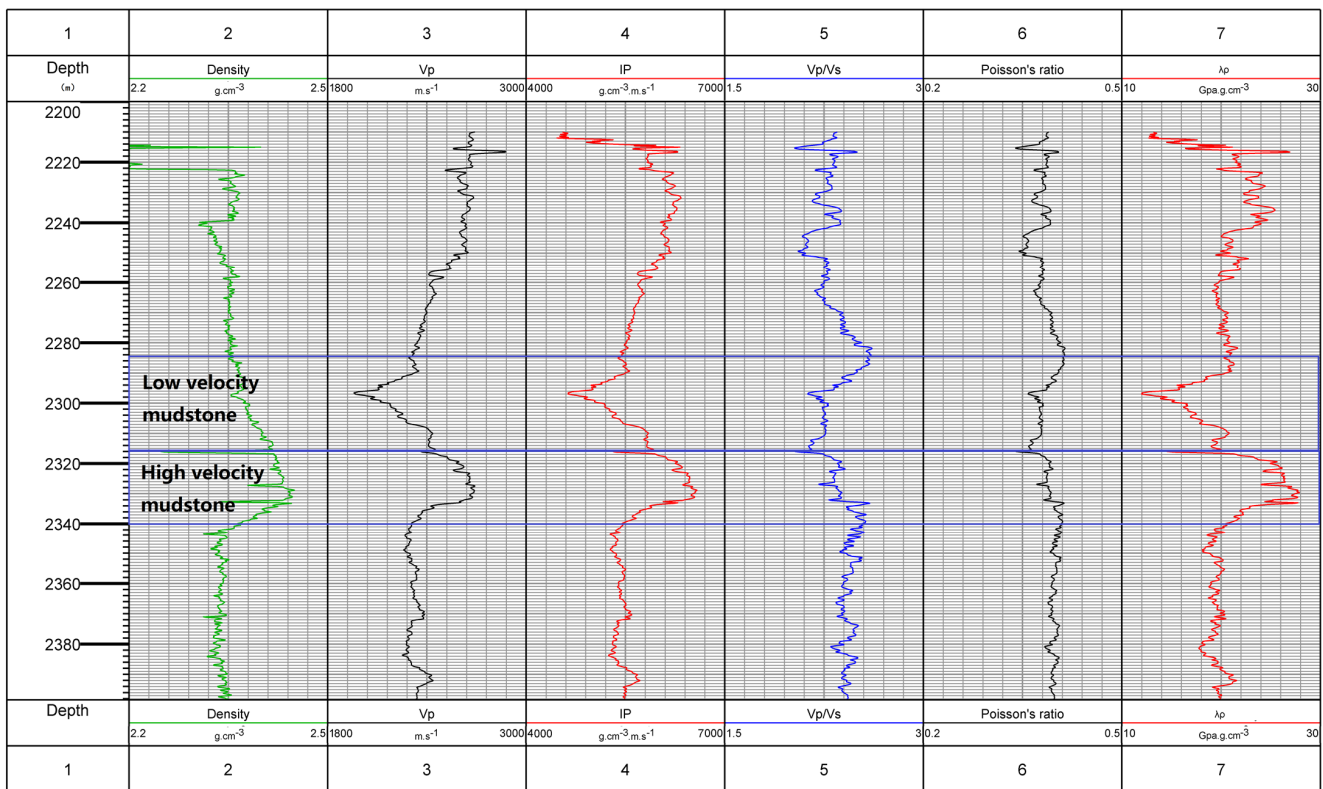 1 2 3 4 5 6 7
Depth Density Vp IP Vp/Vs Poisson's ratio λρ
(m) 2.2 g.cm⁻³ 2.5 1800 m.s⁻¹ 3000 4000 g.cm⁻³.m.s⁻¹ 7000 1.5 3 0.2 0.5 10 Gpa.g.cm⁻³ 30
2200
2220
2240
2260
2280
Low velocity
2300
mudstone
2320
High velocity
mudstone
2340
2360
2380
Depth Density Vp IP Vp/Vs Poisson's ratio λρ
2.2 g.cm⁻³ 2.5 1800 m.s⁻¹ 3000 4000 g.cm⁻³.m.s⁻¹ 7000 1.5 3 0.2 0.5 10 Gpa.g.cm⁻³ 30
1 2 3 4 5 6 7